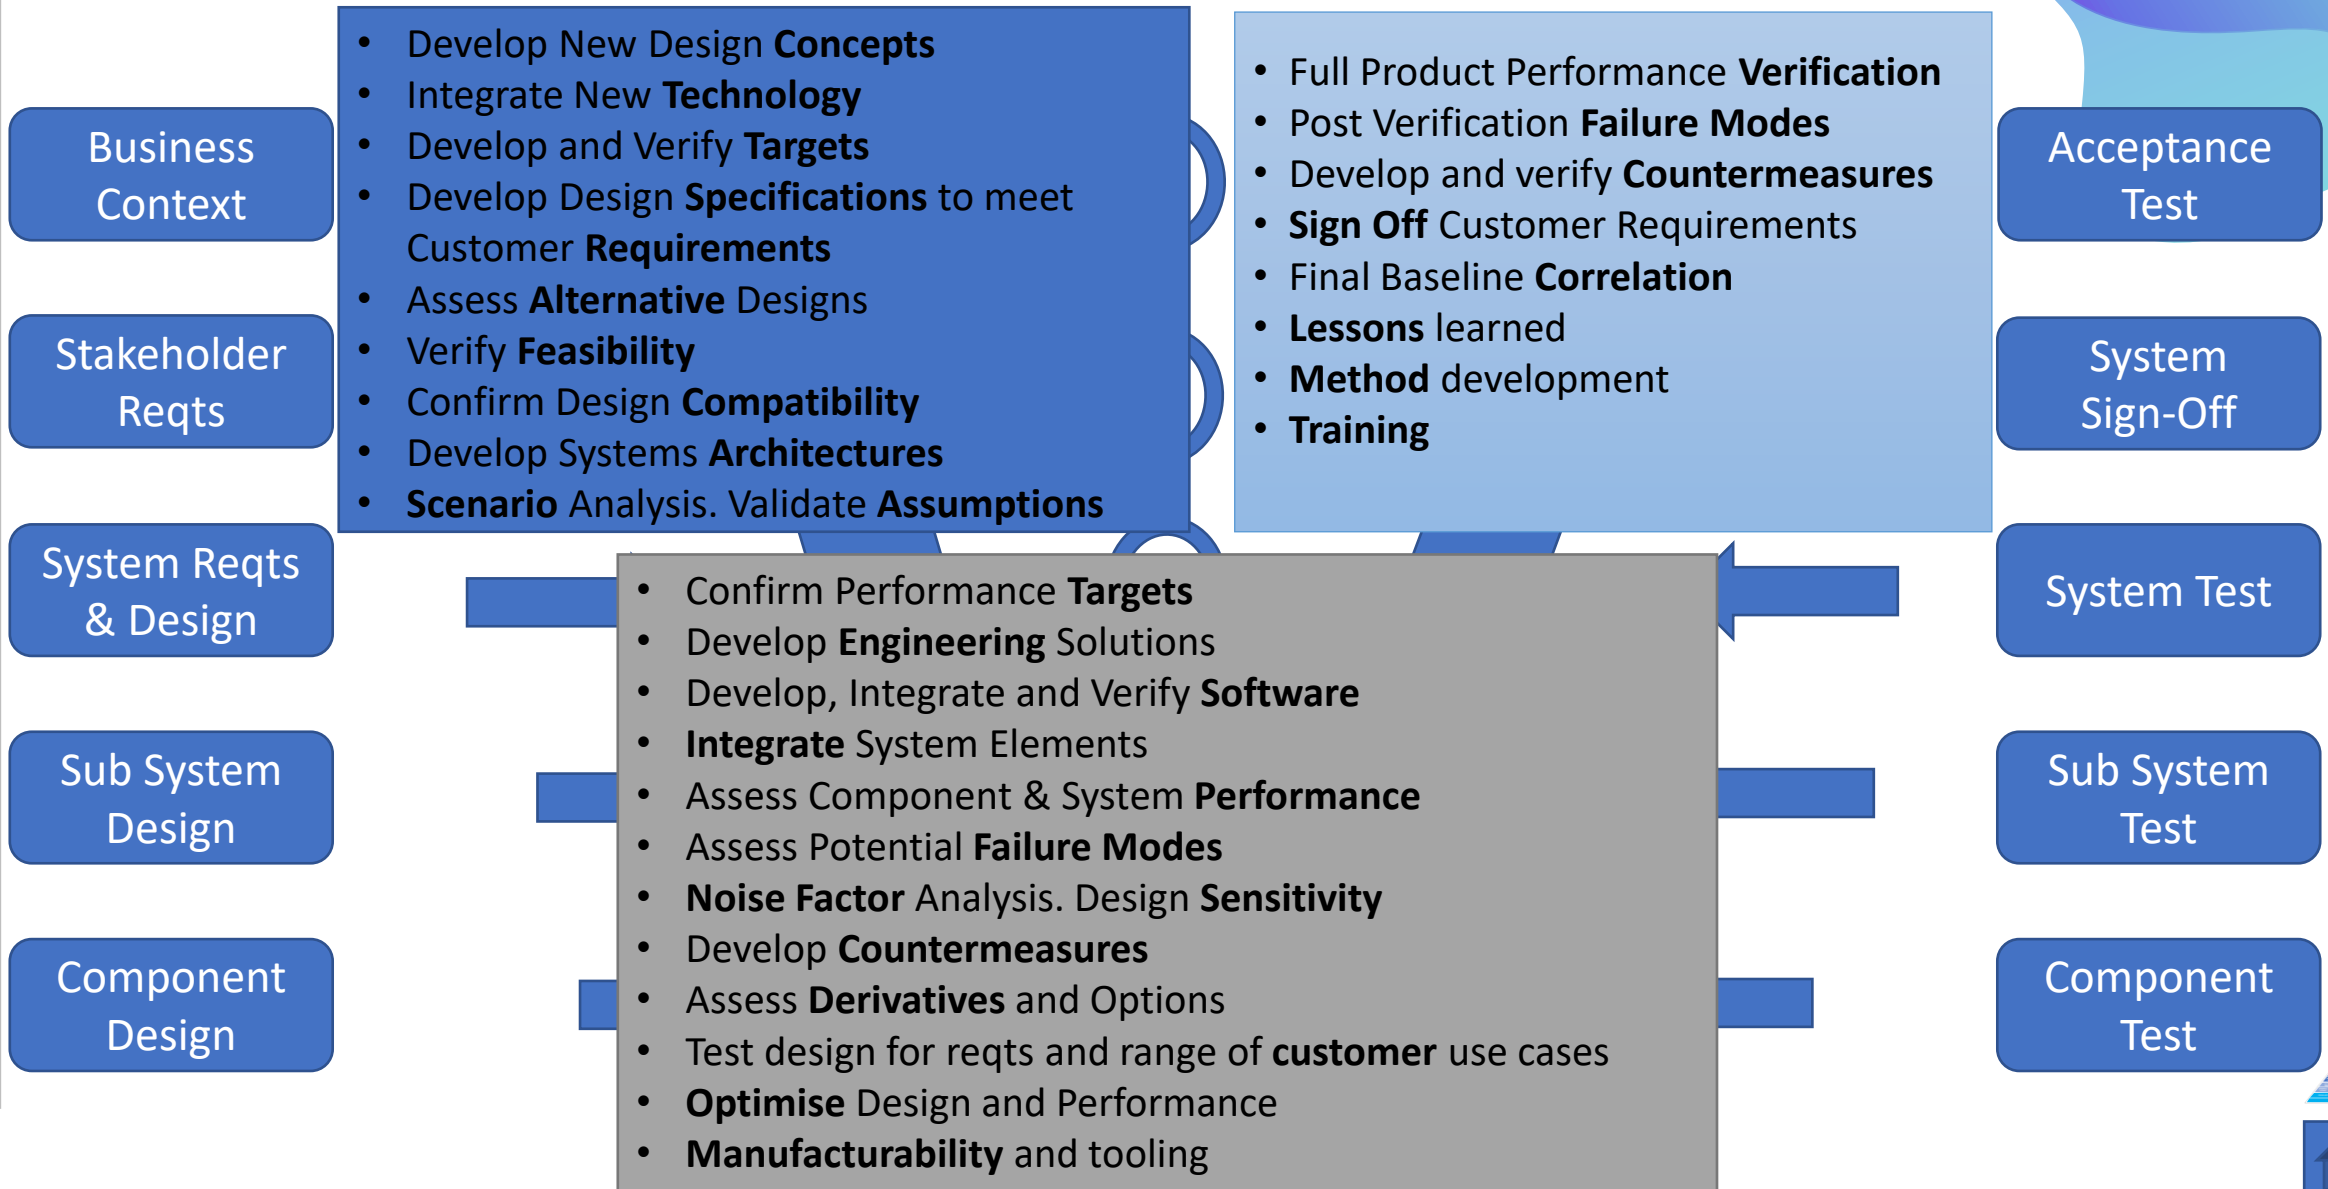 Business
Context
Stakeholder
Reqts
System Reqts
& Design
Sub System
Design
Component
Design
• Develop New Design Concepts
• Integrate New Technology
• Develop and Verify Targets
• Develop Design Specifications to meet
Customer Requirements
• Assess Alternative Designs
• Verify Feasibility
• Confirm Design Compatibility
• Develop Systems Architectures
• Scenario Analysis. Validate Assumptions
• Full Product Performance Verification
• Post Verification Failure Modes
• Develop and verify Countermeasures
• Sign Off Customer Requirements
• Final Baseline Correlation
• Lessons learned
• Method development
• Training
• Confirm Performance Targets
• Develop Engineering Solutions
• Develop, Integrate and Verify Software
• Integrate System Elements
• Assess Component & System Performance
• Assess Potential Failure Modes
• Noise Factor Analysis. Design Sensitivity
• Develop Countermeasures
• Assess Derivatives and Options
• Test design for reqts and range of customer use cases
• Optimise Design and Performance
• Manufacturability and tooling
Acceptance
Test
System
Sign-Off
System Test
Sub System
Test
Component
Test